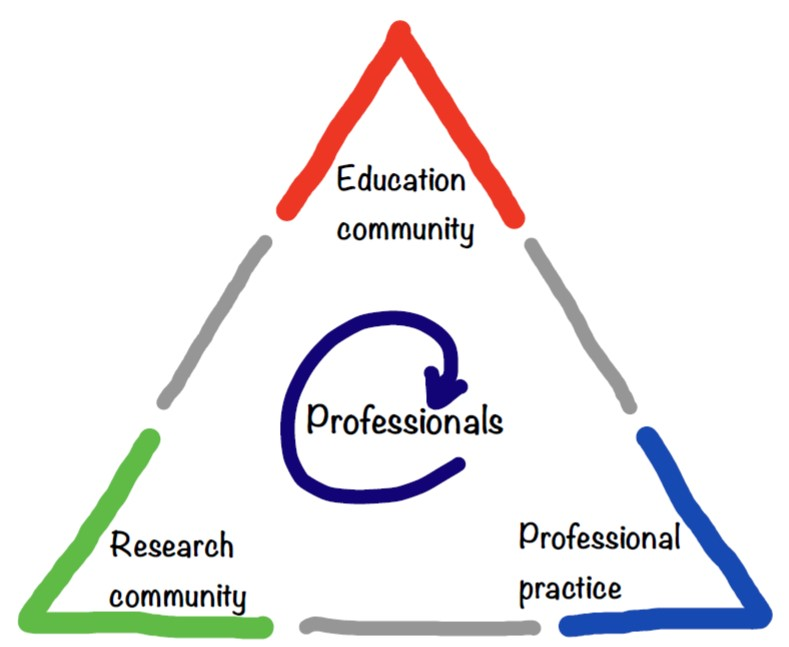 Education
community
Professionals
Research
community
Professional
practice